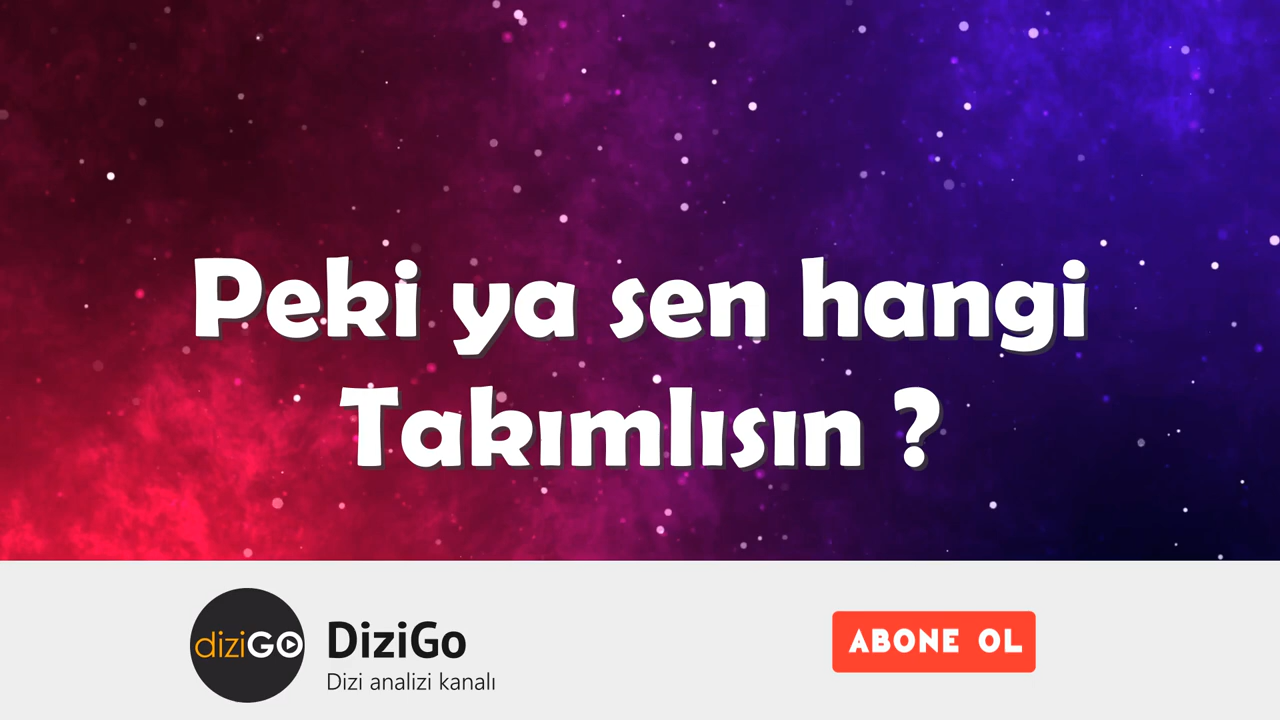 Peki ya sen hangi
Takımlısın ?
diziGO
DiziGo
Dizi analizi kanalı
ABONE OL